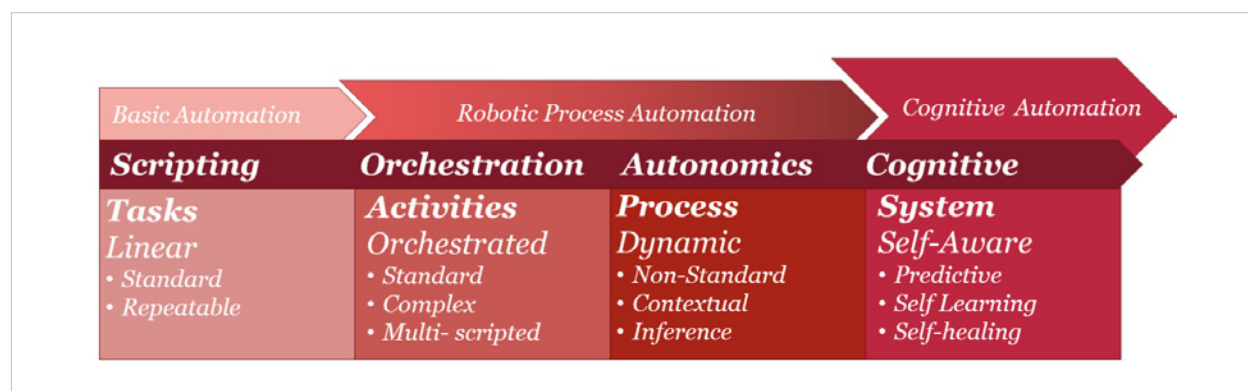 Basic Automation
Robotic Process Automation
Cognitive Automation
Scripting
Orchestration
Autonomics
Cognitive
Tasks
Linear
• Standard
• Repeatable
Activities
Orchestrated
• Standard
• Complex
• Multi- scripted
Process
Dynamic
• Non-Standard
• Contextual
• Inference
System
Self-Aware
• Predictive
• Self Learning
• Self-healing